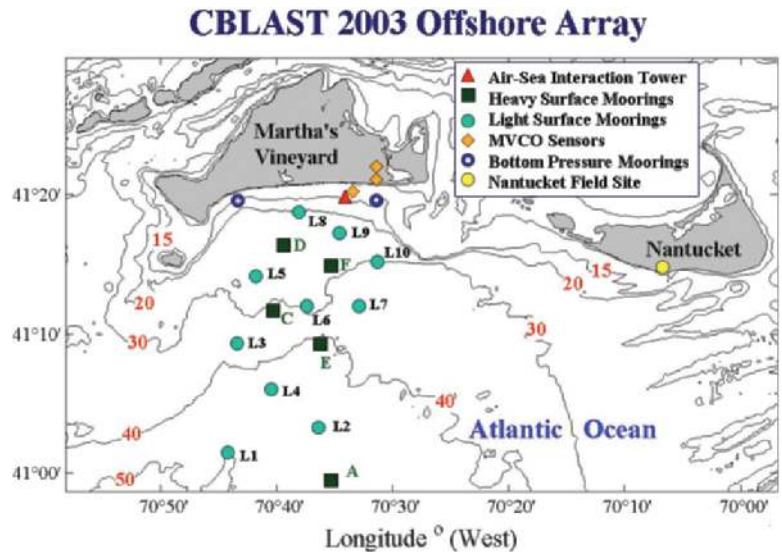 CBLAST 2003 Offshore Array
Air-Sea Interaction Tower
Heavy Surface Moorings
Light Surface Moorings
MVCO Sensors
Bottom Pressure Moorings
Nantucket Field Site
Martha's
Vineyard
Nantucket
41°20'
41°10'
41°00'
L8
L9
D
F
L10
L5
C
L6
L7
L3
E
L4
L2
L1
A
15
20
30
40
50
15
20
30
40
Atlantic Ocean
70°50'
70°40'
70°30'
70°20'
70°10'
70°00'
Longitude ° (West)